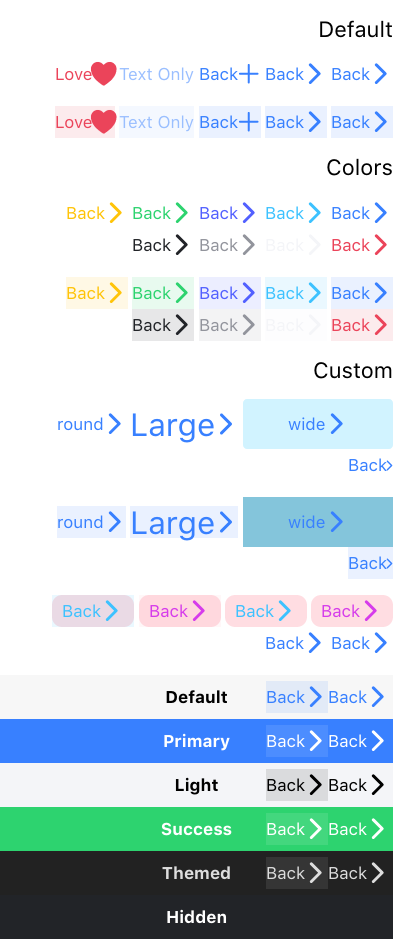 Default
Love Text Only Back Back Back
Love Text Only Back Back Back
Colors
Back Back Back Back Back
Back Back Back Back
Back Back Back Back Back
Back Back Back Back
Custom
round Large wide
Back
round Large wide
Back
Back Back Back Back
Back Back
Default Back Back
Primary Back Back
Light Back Back
Success Back Back
Themed Back Back
Hidden